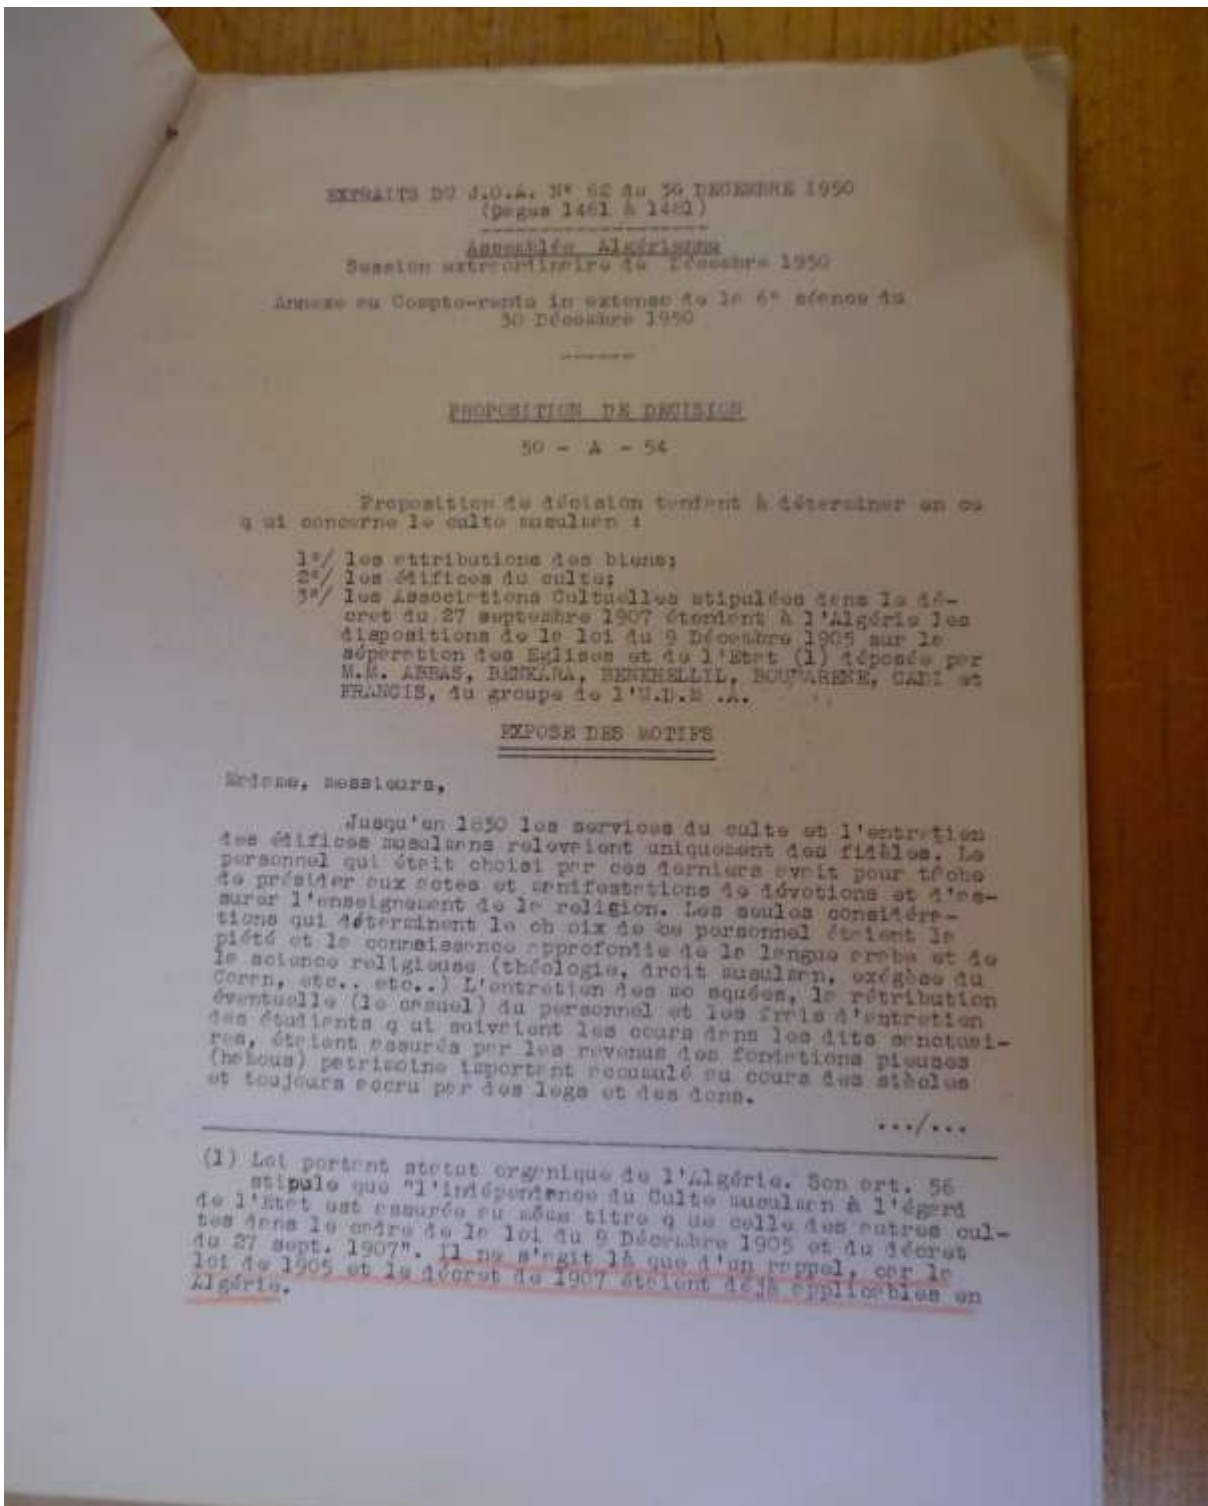 EXTRAITS DU J.O.A. N° 62 du 30 DECEMBRE 1950
(Pages 1461 à 1481)
Assemblée Algérienne
Session extraordinaire de Décembre 1950
Annexe au Compte-rendu in extenso de la 6° séance du
30 Décembre 1950
-------
PROPOSITION DE DECISION
50 - A - 54
Proposition de décision tendant à déterminer en ce
q ui concerne le culte musulman :
1°/ les attributions des biens;
2°/ les édifices du culte;
3°/ les Associations Cultuelles stipulées dans le dé-
cret du 27 septembre 1907 étendant à l'Algérie les
dispositions de la loi du 9 Décembre 1905 sur la
séparation des Eglises et de l'Etat (1) déposée par
M.M. ABBAS, BENKARA, BENKHELLIL, CADI et
FRANCIS, du groupe de l'U.D.M .A.
EXPOSE DES MOTIFS
Madame, messieurs,
Jusqu'en 1830 les services du culte et l'entretien
des édifices musulmans relevaient uniquement des fidèles. Le
personnel qui était choisi par ces derniers avait pour tâche
de présider aux actes et manifestations de dévotions et d'as-
surer l'enseignement de la religion. Les seules considéra-
tions qui déterminent le ch oix de ce personnel étaient la
piété et la connaissance approfondie de la langue arabe et de
la science religieuse (théologie, droit musulman, exégèse du
Coran, etc.. etc..) L'entretien des mo squées, la rétribution
éventuelle (le casuel) du personnel et les frais d'entretien
des étudiants q ui suivaient les cours dans les dits sanctuai-
res, étaient assurés par les revenus des fondations pieuses
(habous) patrimoine important accumulé au cours des siècles
et toujours accru par des legs et des dons.
.../...
(1) Loi portant statut organique de l'Algérie. Son art. 56
stipule que "l'indépendance du Culte musulman à l'égard
de l'Etat est assurée au même titre q ue celle des autres cul-
tes dans le cadre de la loi du 9 Décembre 1905 et du décret
du 27 sept. 1907". Il ne s'agit là que d'un rappel, car la
loi de 1905 et le décret de 1907 étaient déjà applicables en
Algérie.